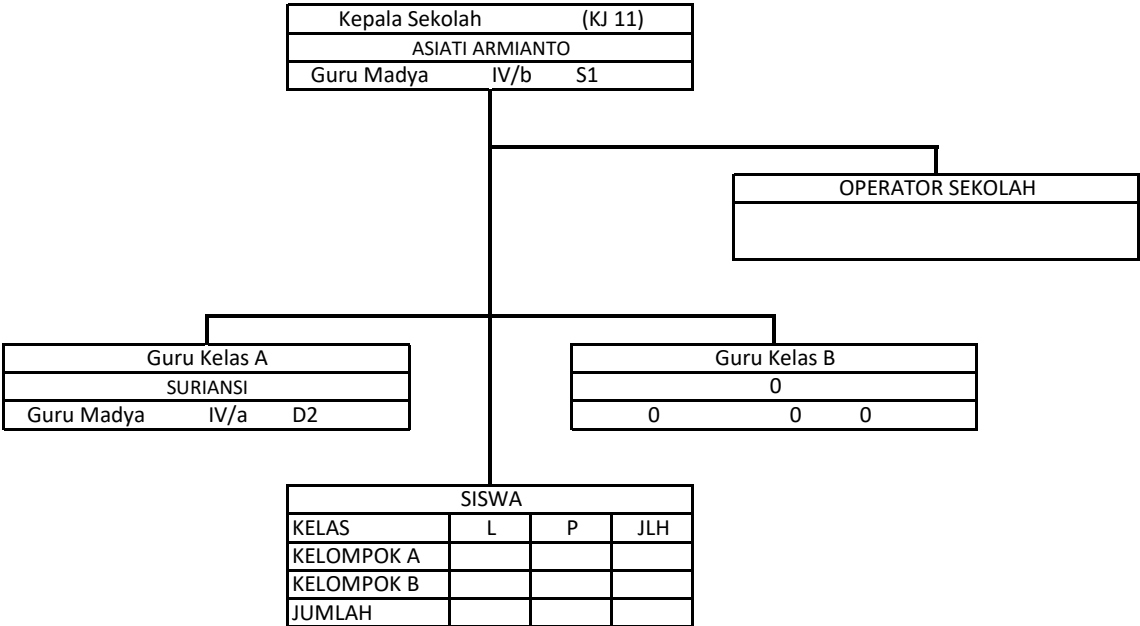 Kepala Sekolah (KJ 11)
ASIATI ARMIANTO
Guru Madya IV/b S1
OPERATOR SEKOLAH
Guru Kelas A
SURIANSI
Guru Madya IV/a D2
Guru Kelas B
0
0 0 0
SISWA
KELAS L P JLH
KELOMPOK A
KELOMPOK B
JUMLAH